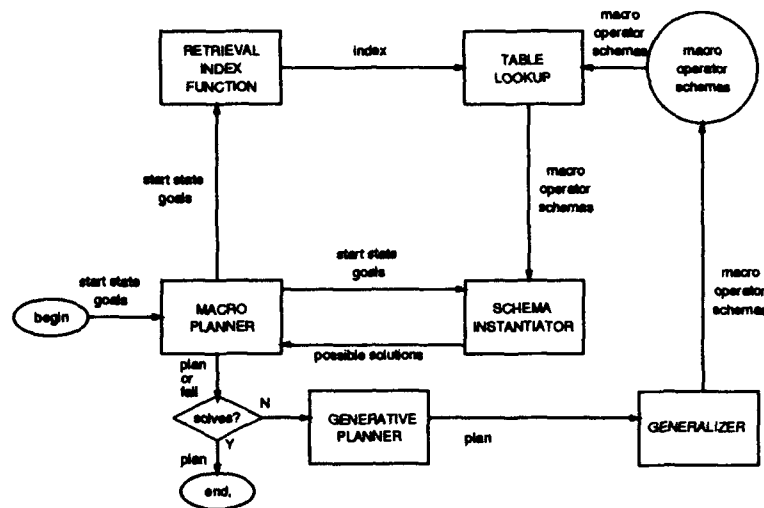 macro
operator
schemas
RETRIEVAL
INDEX
FUNCTION
index
TABLE
LOOKUP
macro
operator
schemas
start state
goals
macro
operator
schemas
start state
goals
start state
goals
macro
operator
schemas
begin
MACRO
PLANNER
SCHEMA
INSTANTIATOR
possible solutions
plan
or
fail
solves?
N
GENERATIVE
PLANNER
plan
GENERALIZER
Y
plan
end,